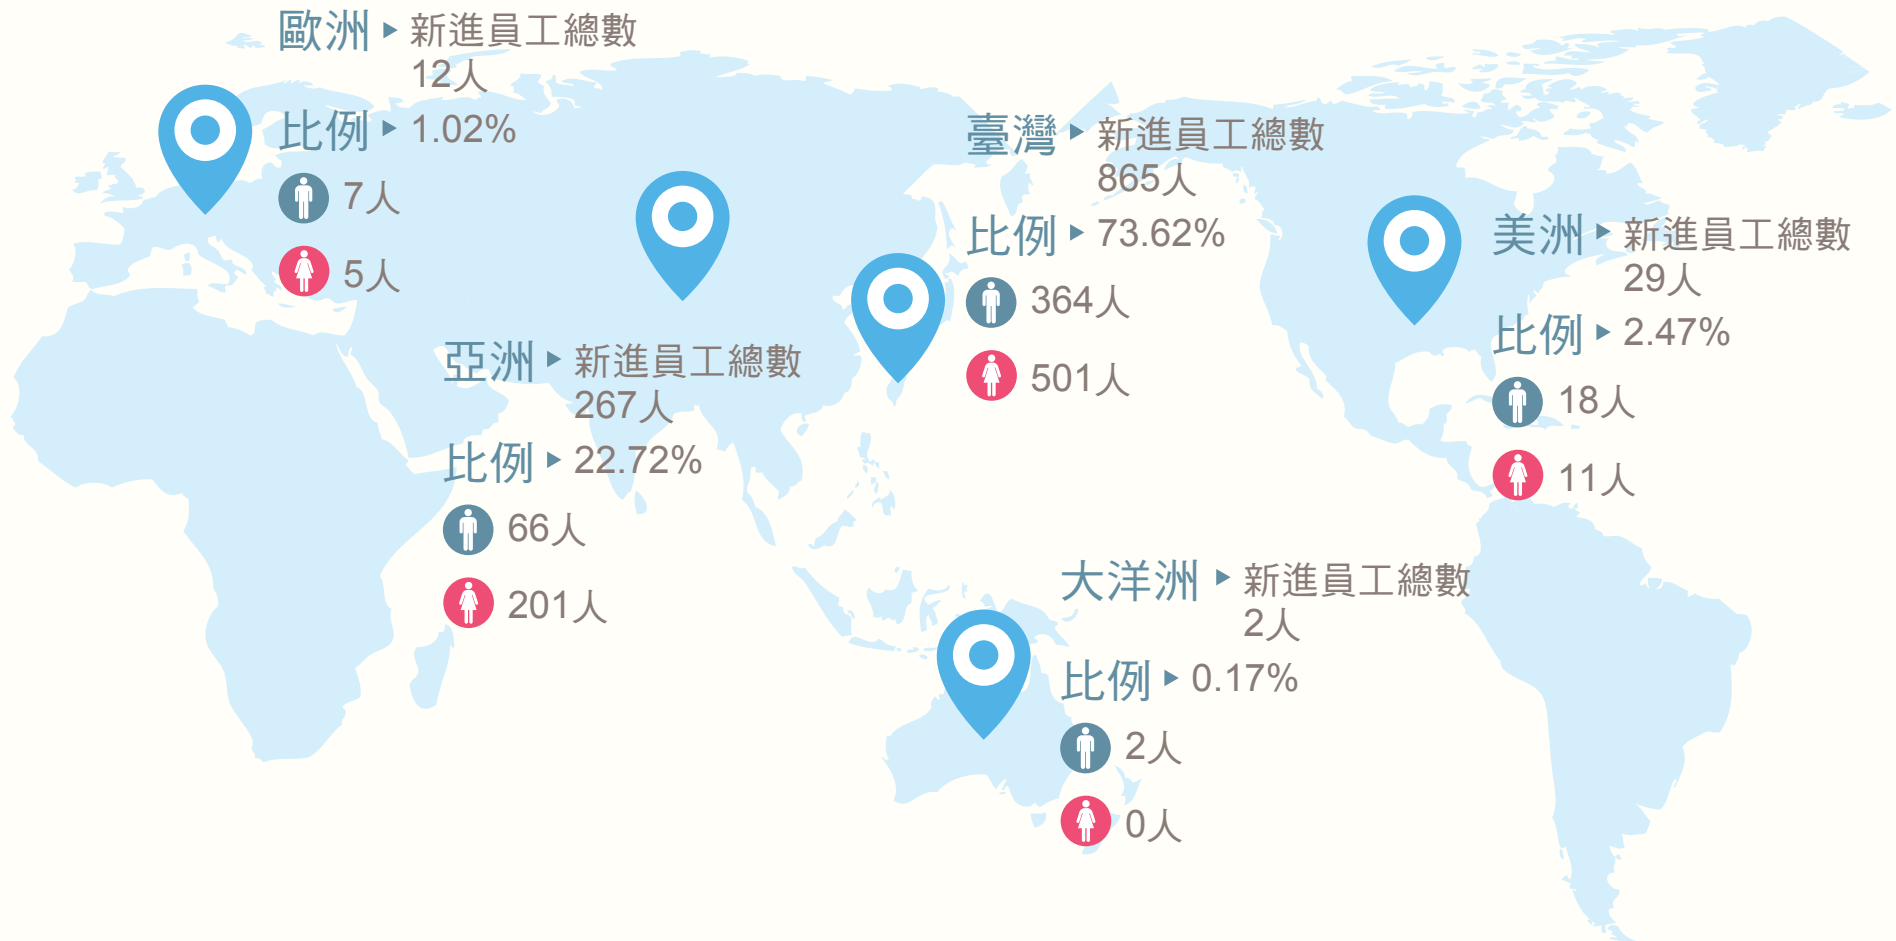 歐洲 新進員工總數
12人
比例 1.02%
7人
5人
亞洲 新進員工總數
267人
比例 22.72%
66人
201人
臺灣 新進員工總數
865人
比例 73.62%
364人
501人
美洲 新進員工總數
29人
比例 2.47%
18人
11人
大洋洲 新進員工總數
2人
比例 0.17%
2人
0人